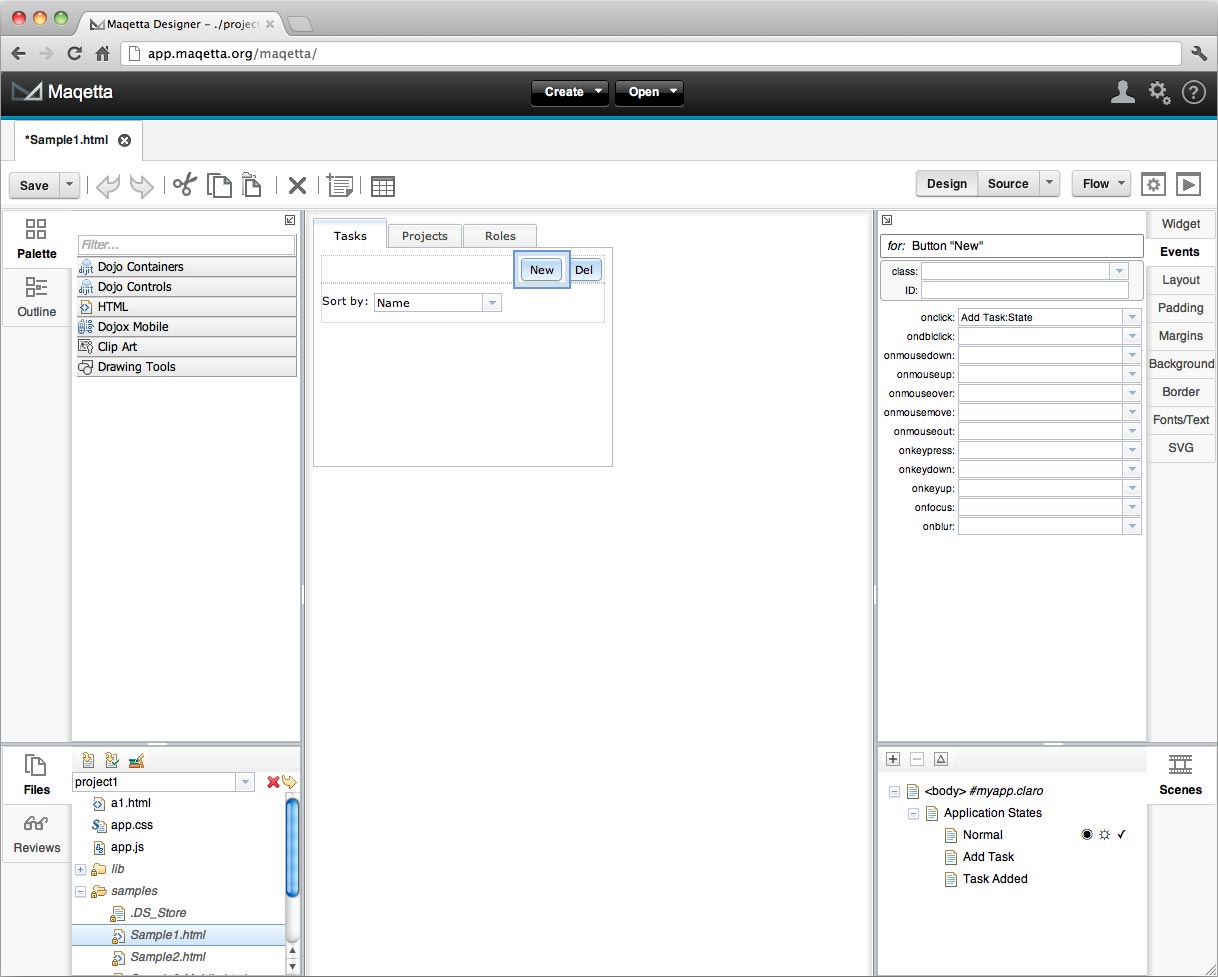 Maqetta Designer – ./project
app.maqetta.org/maqetta/
Maqetta
Create
Open
?
*Sample1.html
Save
Design
Source
Flow
Palette
Outline
Filter...
Dojo Containers
Dojo Controls
HTML
Dojox Mobile
Clip Art
Drawing Tools
Tasks
Projects
Roles
New
Del
Sort by:
Name
for: Button "New"
class:
ID:
onclick: Add Task:State
ondblclick:
onmousedown:
onmouseup:
onmouseover:
onmousemove:
onmouseout:
onkeypress:
onkeydown:
onkeyup:
onfocus:
onblur:
Widget
Events
Layout
Padding
Margins
Background
Border
Fonts/Text
SVG
Files
Reviews
project1
a1.html
app.css
app.js
lib
samples
.DS_Store
Sample1.html
Sample2.html
<body> #myapp.claro
Application States
Normal
Add Task
Task Added
Scenes